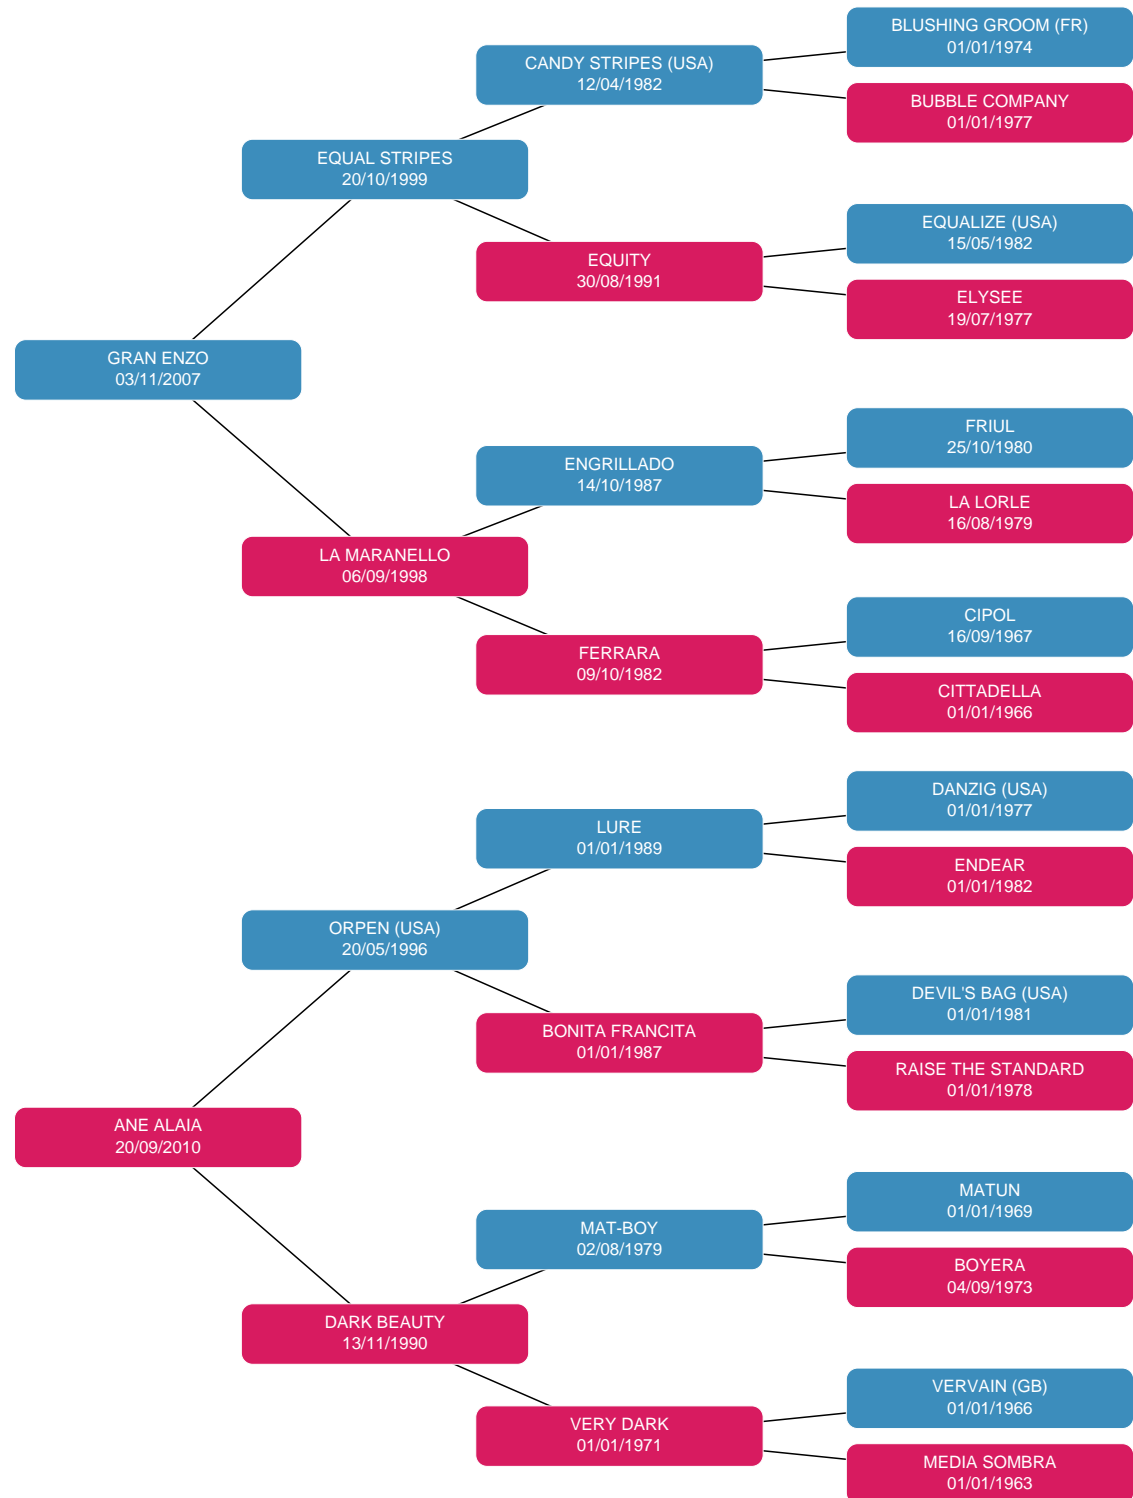 BLUSHING GROOM (FR)
01/01/1974
CANDY STRIPES (USA)
12/04/1982
BUBBLE COMPANY
01/01/1977
EQUAL STRIPES
20/10/1999
EQUALIZE (USA)
15/05/1982
EQUITY
30/08/1991
ELYSEE
19/07/1977
GRAN ENZO
03/11/2007
FRIUL
25/10/1980
ENGRILLADO
14/10/1987
LA LORLE
16/08/1979
LA MARANELLO
06/09/1998
CIPOL
16/09/1967
FERRARA
09/10/1982
CITTADELLA
01/01/1966
DANZIG (USA)
01/01/1977
LURE
01/01/1989
ENDEAR
01/01/1982
ORPEN (USA)
20/05/1996
DEVIL'S BAG (USA)
01/01/1981
BONITA FRANCITA
01/01/1987
RAISE THE STANDARD
01/01/1978
ANE ALAIA
20/09/2010
MATUN
01/01/1969
MAT-BOY
02/08/1979
BOYERA
04/09/1973
DARK BEAUTY
13/11/1990
VERVAIN (GB)
01/01/1966
VERY DARK
01/01/1971
MEDIA SOMBRA
01/01/1963